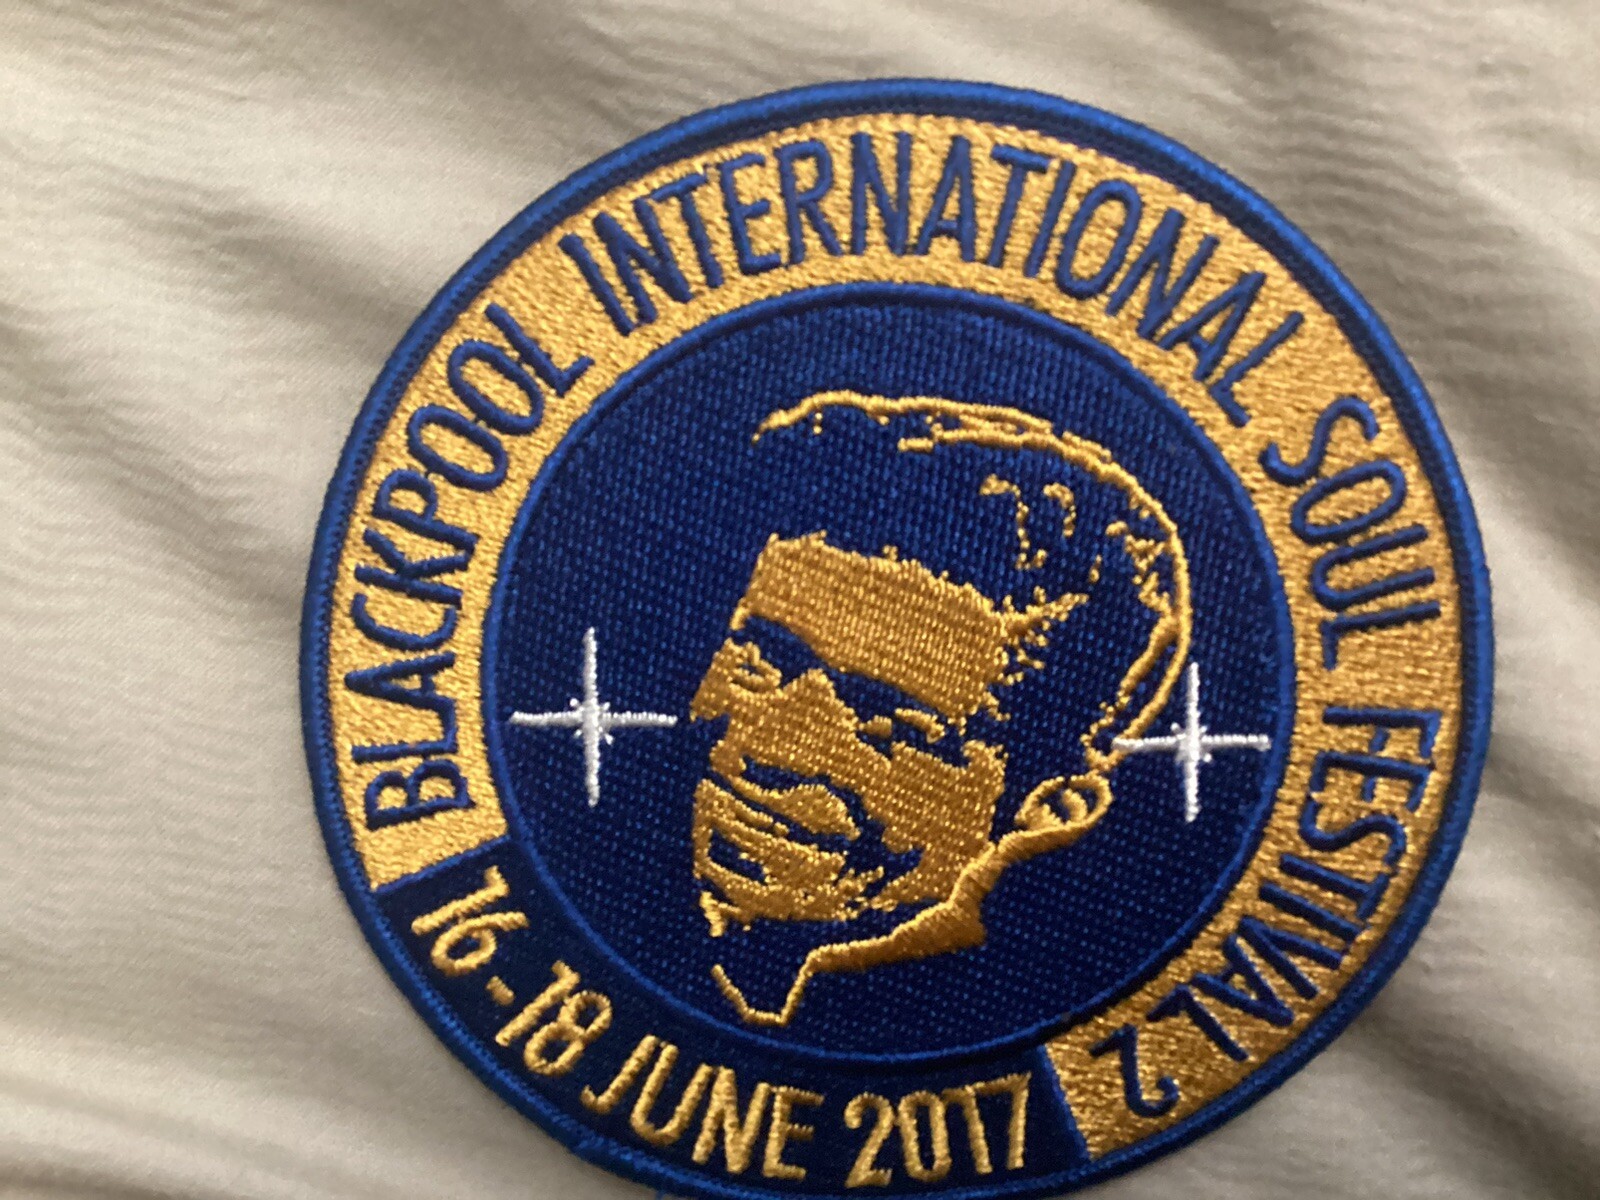 BLACKPOOL INTERNATIONAL SOUL FESTIVAL 2
16-18 JUNE 2017